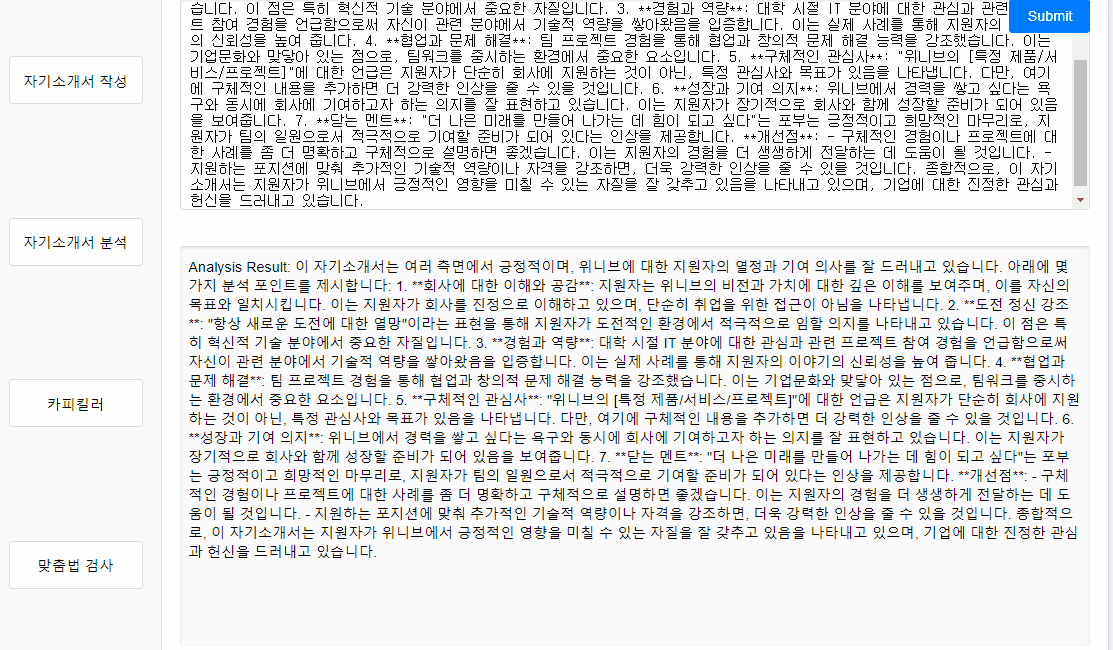 습니다. 이 점은 특히 혁신적 기술 분야에서 중요한 자질입니다. 3. **경험과 역량**: 대학 시절 IT 분야에 대한 관심과 관련
Submit
트 참여 경험을 언급함으로써 자신이 관련 분야에서 기술적 역량을 쌓아왔음을 입증합니다. 이는 실제 사례를 통해 지원자의
의 신뢰성을 높여 줍니다. 4. **협업과 문제 해결**: 팀 프로젝트 경험을 통해 협업과 창의적 문제 해결 능력을 강조했습니다. 이는
기업문화와 맞닿아 있는 점으로, 팀워크를 중시하는 환경에서 중요한 요소입니다. 5. **구체적인 관심사**: "위니브의 [특정 제품/서
비스/프로젝트]"에 대한 언급은 지원자가 단순히 회사에 지원하는 것이 아닌, 특정 관심사와 목표가 있음을 나타냅니다. 다만, 여기
에 구체적인 내용을 추가하면 더 강력한 인상을 줄 수 있을 것입니다. 6. **성장과 기여 의지**: 위니브에서 경력을 쌓고 싶다는 욕
구와 동시에 회사에 기여하고자 하는 의지를 잘 표현하고 있습니다. 이는 지원자가 장기적으로 회사와 함께 성장할 준비가 되어 있음
을 보여줍니다. 7. **닫는 멘트**: "더 나은 미래를 만들어 나가는 데 힘이 되고 싶다"는 포부는 긍정적이고 희망적인 마무리로, 지
원자가 팀의 일원으로서 적극적으로 기여할 준비가 되어 있다는 인상을 제공합니다. **개선점**: - 구체적인 경험이나 프로젝트에 대
한 사례를 좀 더 명확하고 구체적으로 설명하면 좋겠습니다. 이는 지원자의 경험을 더 생생하게 전달하는 데 도움이 될 것입니다. -
지원하는 포지션에 맞춰 추가적인 기술적 역량이나 자격을 강조하면, 더욱 강력한 인상을 줄 수 있을 것입니다. 종합적으로, 이 자기
소개서는 지원자가 위니브에서 긍정적인 영향을 미칠 수 있는 자질을 잘 갖추고 있음을 나타내고 있으며, 기업에 대한 진정한 관심과
헌신을 드러내고 있습니다.
자기소개서 작성
자기소개서 분석
카피킬러
맞춤법 검사
Analysis Result: 이 자기소개서는 여러 측면에서 긍정적이며, 위니브에 대한 지원자의 열정과 기여 의사를 잘 드러내고 있습니다. 아래에 몇
가지 분석 포인트를 제시합니다: 1. **회사에 대한 이해와 공감**: 지원자는 위니브의 비전과 가치에 대한 깊은 이해를 보여주며, 이를 자신의
목표와 일치시킵니다. 이는 지원자가 회사를 진정으로 이해하고 있으며, 단순히 취업을 위한 접근이 아님을 나타냅니다. 2. **도전 정신 강조
**: "항상 새로운 도전에 대한 열망"이라는 표현을 통해 지원자가 도전적인 환경에서 적극적으로 임할 의지를 나타내고 있습니다. 이 점은 특
히 혁신적 기술 분야에서 중요한 자질입니다. 3. **경험과 역량**: 대학 시절 IT 분야에 대한 관심과 관련 프로젝트 참여 경험을 언급함으로써
자신이 관련 분야에서 기술적 역량을 쌓아왔음을 입증합니다. 이는 실제 사례를 통해 지원자의 이야기의 신뢰성을 높여 줍니다. 4. **협업과
문제 해결**: 팀 프로젝트 경험을 통해 협업과 창의적 문제 해결 능력을 강조했습니다. 이는 기업문화와 맞닿아 있는 점으로, 팀워크를 중시하
는 환경에서 중요한 요소입니다. 5. **구체적인 관심사**: "위니브의 [특정 제품/서비스/프로젝트]"에 대한 언급은 지원자가 단순히 회사에 지원
하는 것이 아닌, 특정 관심사와 목표가 있음을 나타냅니다. 다만, 여기에 구체적인 내용을 추가하면 더 강력한 인상을 줄 수 있을 것입니다. 6.
**성장과 기여 의지**: 위니브에서 경력을 쌓고 싶다는 욕구와 동시에 회사에 기여하고자 하는 의지를 잘 표현하고 있습니다. 이는 지원자가
장기적으로 회사와 함께 성장할 준비가 되어 있음을 보여줍니다. 7. **닫는 멘트**: "더 나은 미래를 만들어 나가는 데 힘이 되고 싶다"는 포부
는 긍정적이고 희망적인 마무리로, 지원자가 팀의 일원으로서 적극적으로 기여할 준비가 되어 있다는 인상을 제공합니다. **개선점**: - 구체
적인 경험이나 프로젝트에 대한 사례를 좀 더 명확하고 구체적으로 설명하면 좋겠습니다. 이는 지원자의 경험을 더 생생하게 전달하는 데 도
움이 될 것입니다. - 지원하는 포지션에 맞춰 추가적인 기술적 역량이나 자격을 강조하면, 더욱 강력한 인상을 줄 수 있을 것입니다. 종합적으
로, 이 자기소개서는 지원자가 위니브에서 긍정적인 영향을 미칠 수 있는 자질을 잘 갖추고 있음을 나타내고 있으며, 기업에 대한 진정한 관심
과 헌신을 드러내고 있습니다.